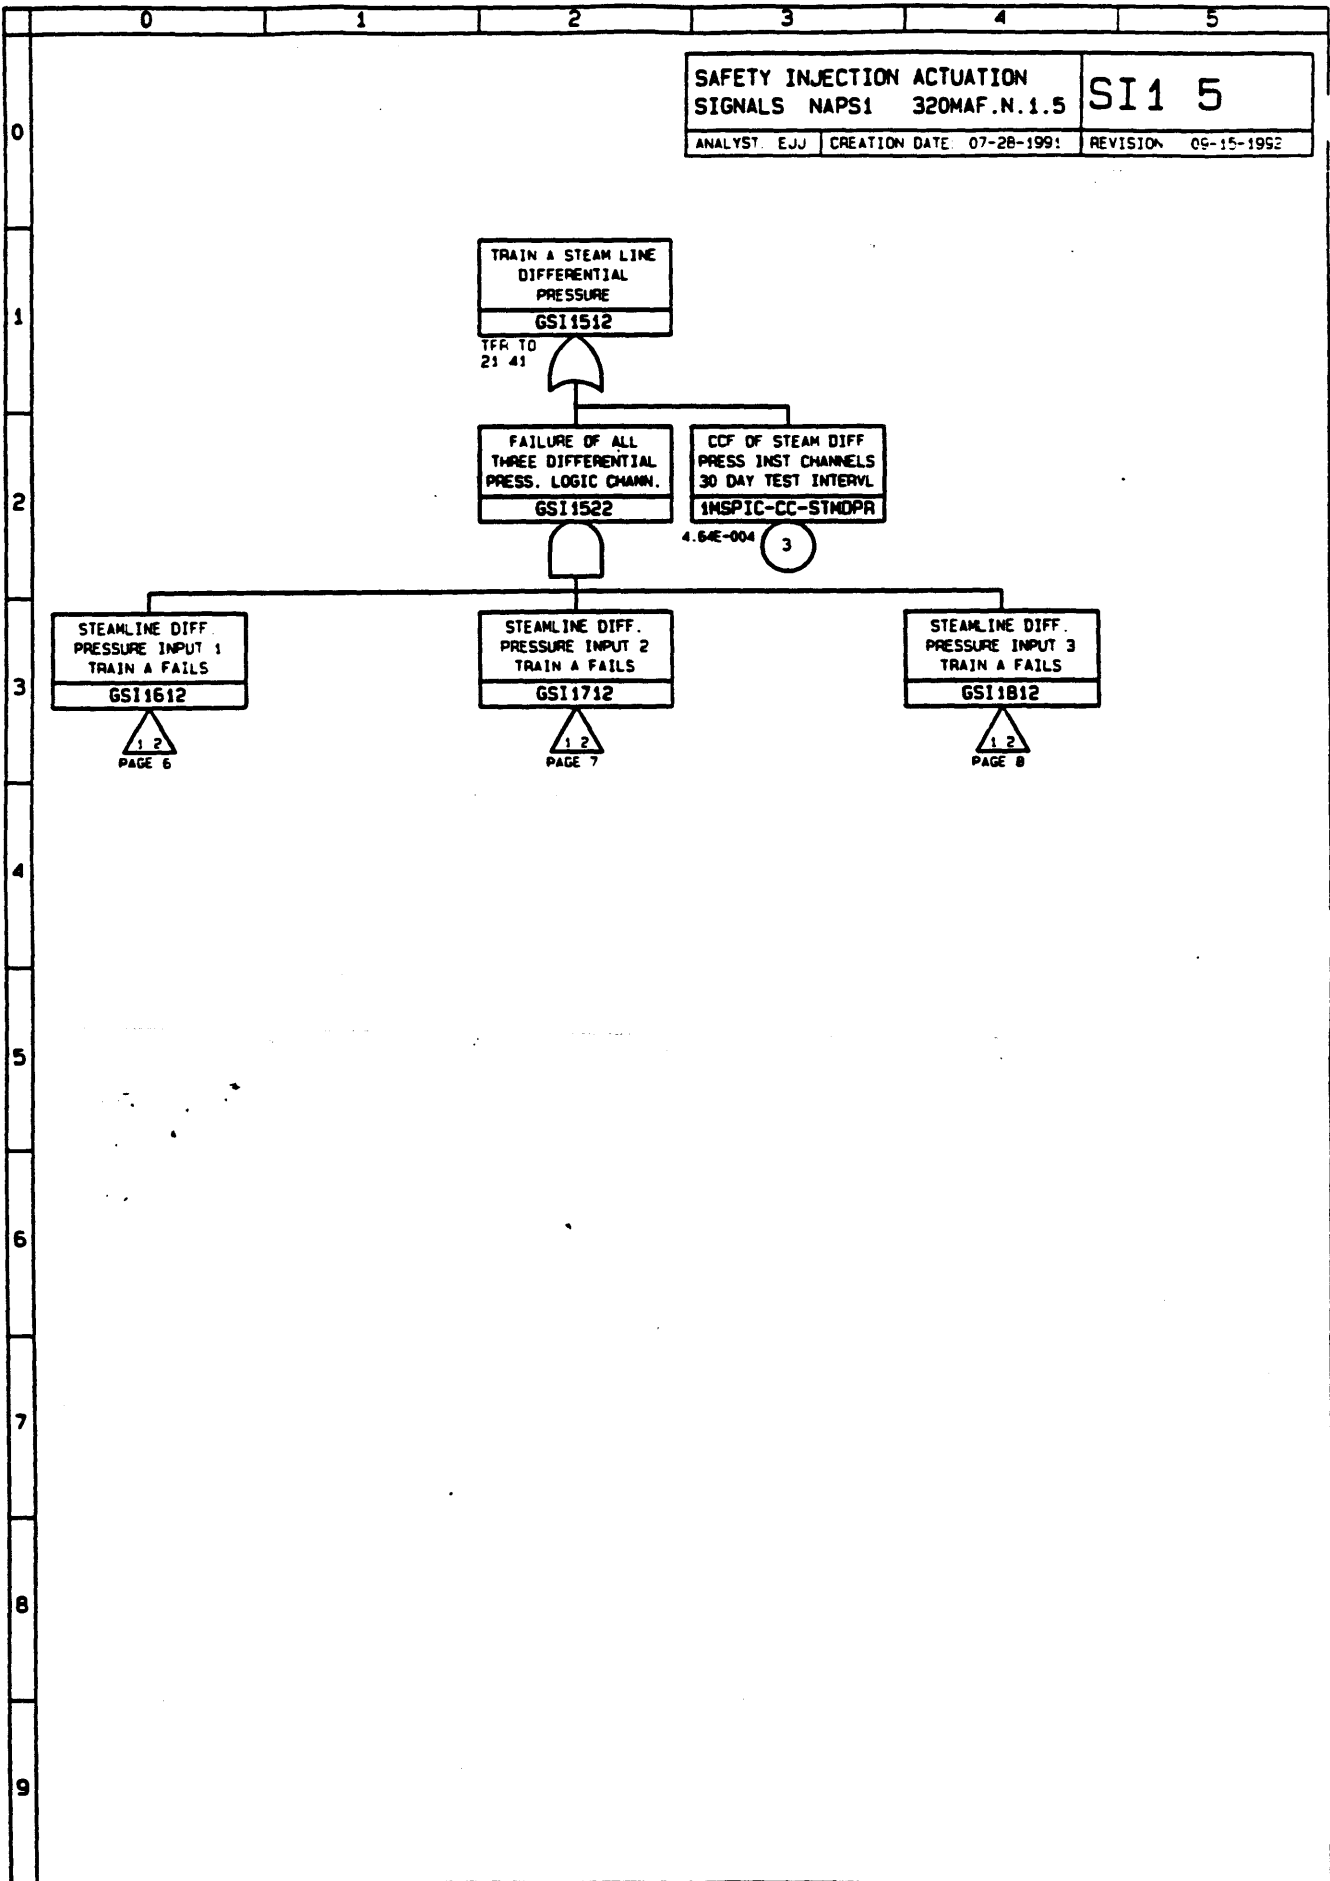 0 1 2 3 4 5
SAFETY INJECTION ACTUATION
SIGNALS NAPS1 320MAF.N.1.5
SI1 5
ANALYST. EJJ CREATION DATE: 07-28-1991 REVISION 09-15-1992
0
TRAIN A STEAM LINE
DIFFERENTIAL
PRESSURE
GSI1512
1
TFR TO
21 41
FAILURE OF ALL
THREE DIFFERENTIAL
PRESS. LOGIC CHANN.
GSI1522
CCF OF STEAM DIFF
PRESS INST CHANNELS
30 DAY TEST INTERVL
1MSPIC-CC-STMDPR
2
4.64E-004
3
STEAMLINE DIFF.
PRESSURE INPUT 1
TRAIN A FAILS
GSI1612
STEAMLINE DIFF.
PRESSURE INPUT 2
TRAIN A FAILS
GSI1712
STEAMLINE DIFF.
PRESSURE INPUT 3
TRAIN A FAILS
GSI1812
3
1 2
PAGE 6
1 2
PAGE 7
1 2
PAGE 8
4
5
6
7
8
9